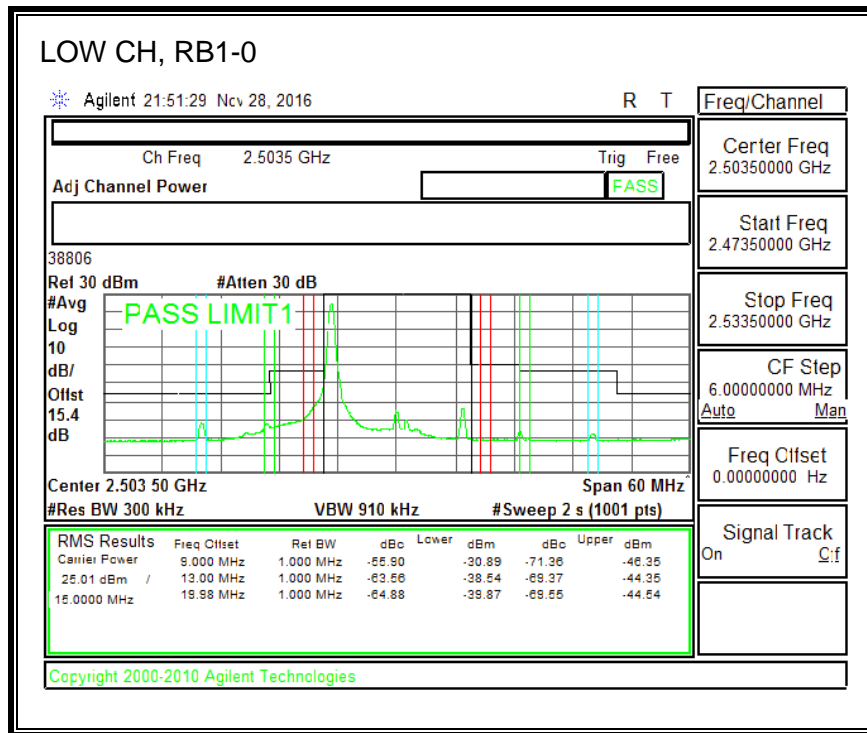 LOW CH, RB1-0
Agilent 21:51:29 Nov 28, 2016 R T
Freq/Channel
Ch Freq 2.5035 GHz Trig Free
Adj Channel Power PASS
Center Freq
2.50350000 GHz
Start Freq
2.47350000 GHz
Stop Freq
2.53350000 GHz
CF Step
6.00000000 MHz
Auto Man
Freq Offset
0.00000000 Hz
Signal Track
On Off
38806
Ref 30 dBm #Atten 30 dB
#Avg
Log
10
dB/
Offst
15.4
dB
PASS LIMIT1
Center 2.503 50 GHz Span 60 MHz^
#Res BW 300 kHz VBW 910 kHz #Sweep 2 s (1001 pts)
RMS Results Freq Offset Ref BW dBc Lower dBm dBc Upper dBm
Carrier Power 9.000 MHz 1.000 MHz -55.90 -30.89 -71.36 -46.35
25.01 dBm / 13.00 MHz 1.000 MHz -63.56 -38.54 -69.37 -44.35
15.0000 MHz 19.98 MHz 1.000 MHz -64.88 -39.87 -69.55 -44.54
Copyright 2000-2010 Agilent Technologies